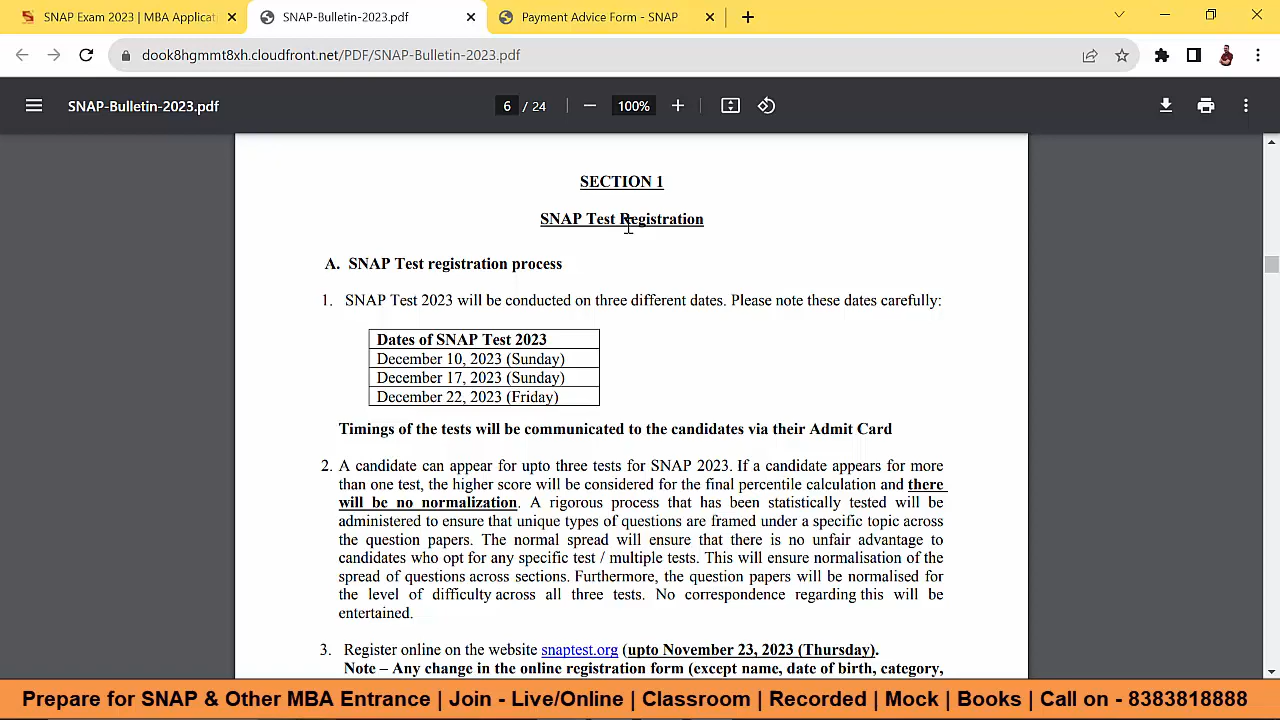 SNAP Exam 2023 | MBA Applicat
SNAP-Bulletin-2023.pdf
Payment Advice Form - SNAP
dook8hgmmt8xh.cloudfront.net/PDF/SNAP-Bulletin-2023.pdf
SNAP-Bulletin-2023.pdf
6 / 24
100%
SECTION 1
SNAP Test Registration
A. SNAP Test registration process
1. SNAP Test 2023 will be conducted on three different dates. Please note these dates carefully:
Dates of SNAP Test 2023
December 10, 2023 (Sunday)
December 17, 2023 (Sunday)
December 22, 2023 (Friday)
Timings of the tests will be communicated to the candidates via their Admit Card
2. A candidate can appear for upto three tests for SNAP 2023. If a candidate appears for more
than one test, the higher score will be considered for the final percentile calculation and there
will be no normalization. A rigorous process that has been statistically tested will be
administered to ensure that unique types of questions are framed under a specific topic across
the question papers. The normal spread will ensure that there is no unfair advantage to
candidates who opt for any specific test / multiple tests. This will ensure normalisation of the
spread of questions across sections. Furthermore, the question papers will be normalised for
the level of difficulty across all three tests. No correspondence regarding this will be
entertained.
3. Register online on the website snaptest.org (upto November 23, 2023 (Thursday).
Note – Any change in the online registration form (except name, date of birth, category,
Prepare for SNAP & Other MBA Entrance | Join - Live/Online | Classroom | Recorded | Mock | Books | Call on - 8383818888